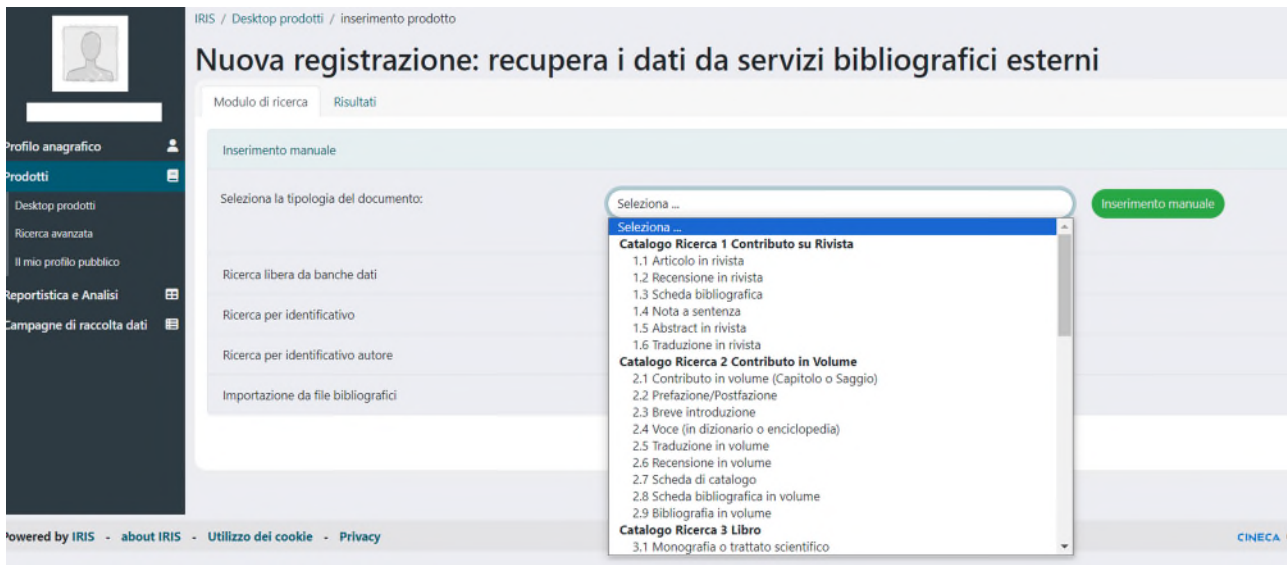 IRIS / Desktop prodotti / inserimento prodotto
Nuova registrazione: recupera i dati da servizi bibliografici esterni
Modulo di ricerca
Risultati
Profilo anagrafico
Prodotti
Desktop prodotti
Ricerca avanzata
Il mio profilo pubblico
Reportistica e Analisi
Campagne di raccolta dati
Inserimento manuale
Seleziona la tipologia del documento:
Seleziona ...
Inserimento manuale
Seleziona ...
Catalogo Ricerca 1 Contributo su Rivista
1.1 Articolo in rivista
1.2 Recensione in rivista
1.3 Scheda bibliografica
1.4 Nota a sentenza
1.5 Abstract in rivista
1.6 Traduzione in rivista
Catalogo Ricerca 2 Contributo in Volume
2.1 Contributo in volume (Capitolo o Saggio)
2.2 Prefazione/Postfazione
2.3 Breve introduzione
2.4 Voce (in dizionario o enciclopedia)
2.5 Traduzione in volume
2.6 Recensione in volume
2.7 Scheda di catalogo
2.8 Scheda bibliografica in volume
2.9 Bibliografia in volume
Catalogo Ricerca 3 Libro
3.1 Monografia o trattato scientifico
Ricerca libera da banche dati
Ricerca per identificativo
Ricerca per identificativo autore
Importazione da file bibliografici
Powered by IRIS - about IRIS - Utilizzo dei cookie - Privacy
CINECA